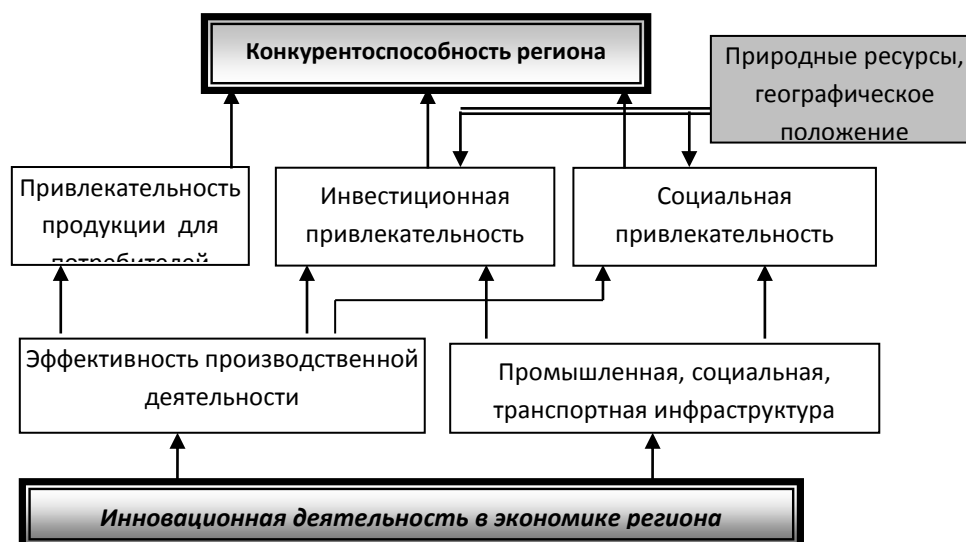 Конкурентоспособность региона
Природные ресурсы,
географическое
положение
Привлекательность
продукции для
потребителей
Инвестиционная
привлекательность
Социальная
привлекательность
Эффективность производственной
деятельности
Промышленная, социальная,
транспортная инфраструктура
Инновационная деятельность в экономике региона